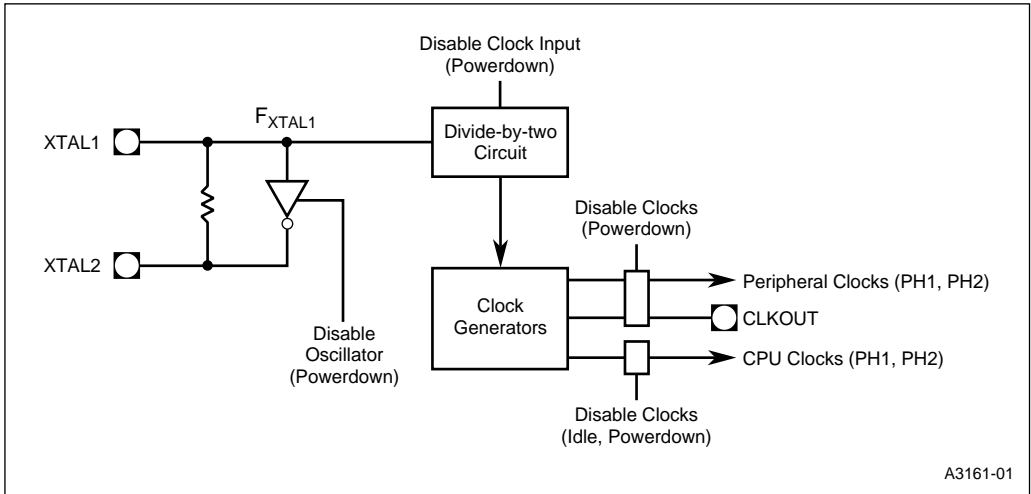 Disable Clock Input
(Powerdown)
FXTAL1
XTAL1
Divide-by-two
Circuit
Disable Clocks
(Powerdown)
XTAL2
Peripheral Clocks (PH1, PH2)
Clock
Generators
CLKOUT
Disable
Oscillator
(Powerdown)
CPU Clocks (PH1, PH2)
Disable Clocks
(Idle, Powerdown)
A3161-01